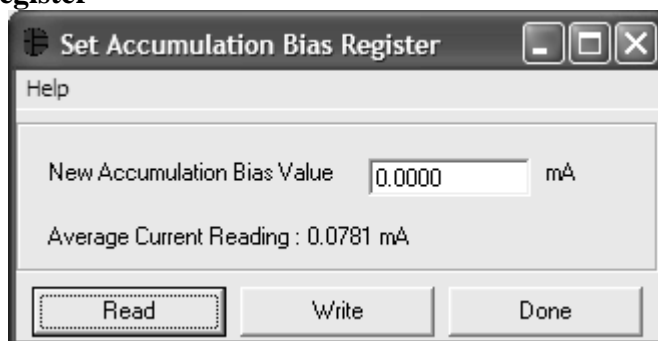 Set Accumulation Bias Register
Help
New Accumulation Bias Value 0.0000 mA
Average Current Reading : 0.0781 mA
Read Write Done